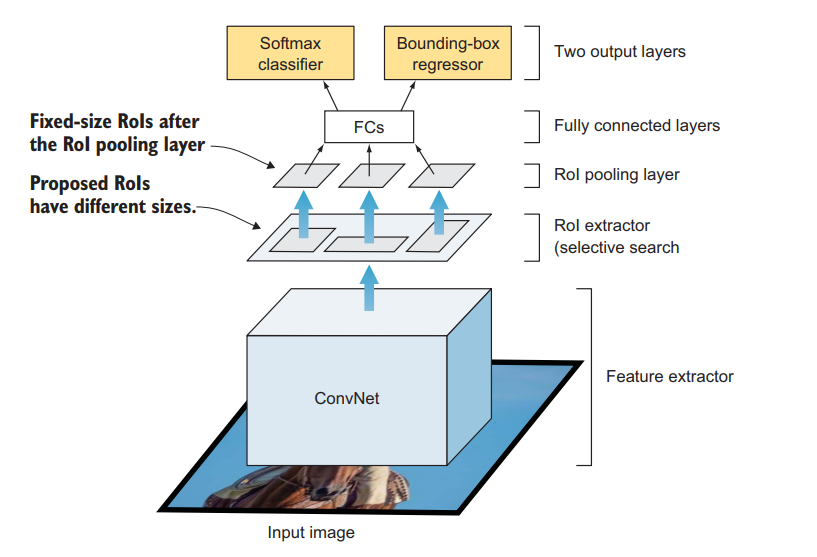 Softmax
classifier
Bounding-box
regressor
Two output layers
Fixed-size RoIs after
the RoI pooling layer
FCs
Fully connected layers
RoI pooling layer
Proposed RoIs
have different sizes.
RoI extractor
(selective search
ConvNet
Feature extractor
Input image